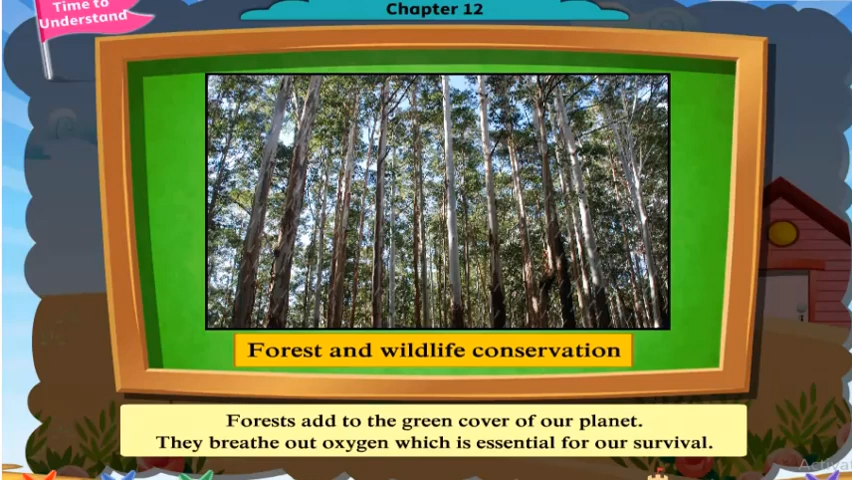 Time to
Understand
Chapter 12
Forest and wildlife conservation
Forests add to the green cover of our planet.
They breathe out oxygen which is essential for our survival.